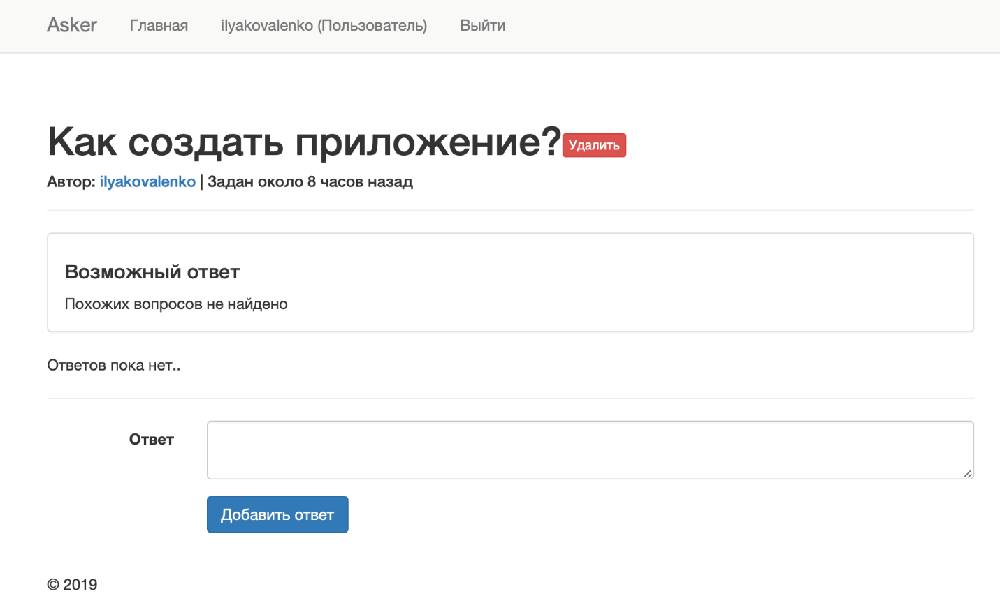 Asker Главная ilyakovalenko (Пользователь) Выйти
Как создать приложение? Удалить
Автор: ilyakovalenko | Задан около 8 часов назад
Возможный ответ
Похожих вопросов не найдено
Ответов пока нет..
Ответ
Добавить ответ
© 2019